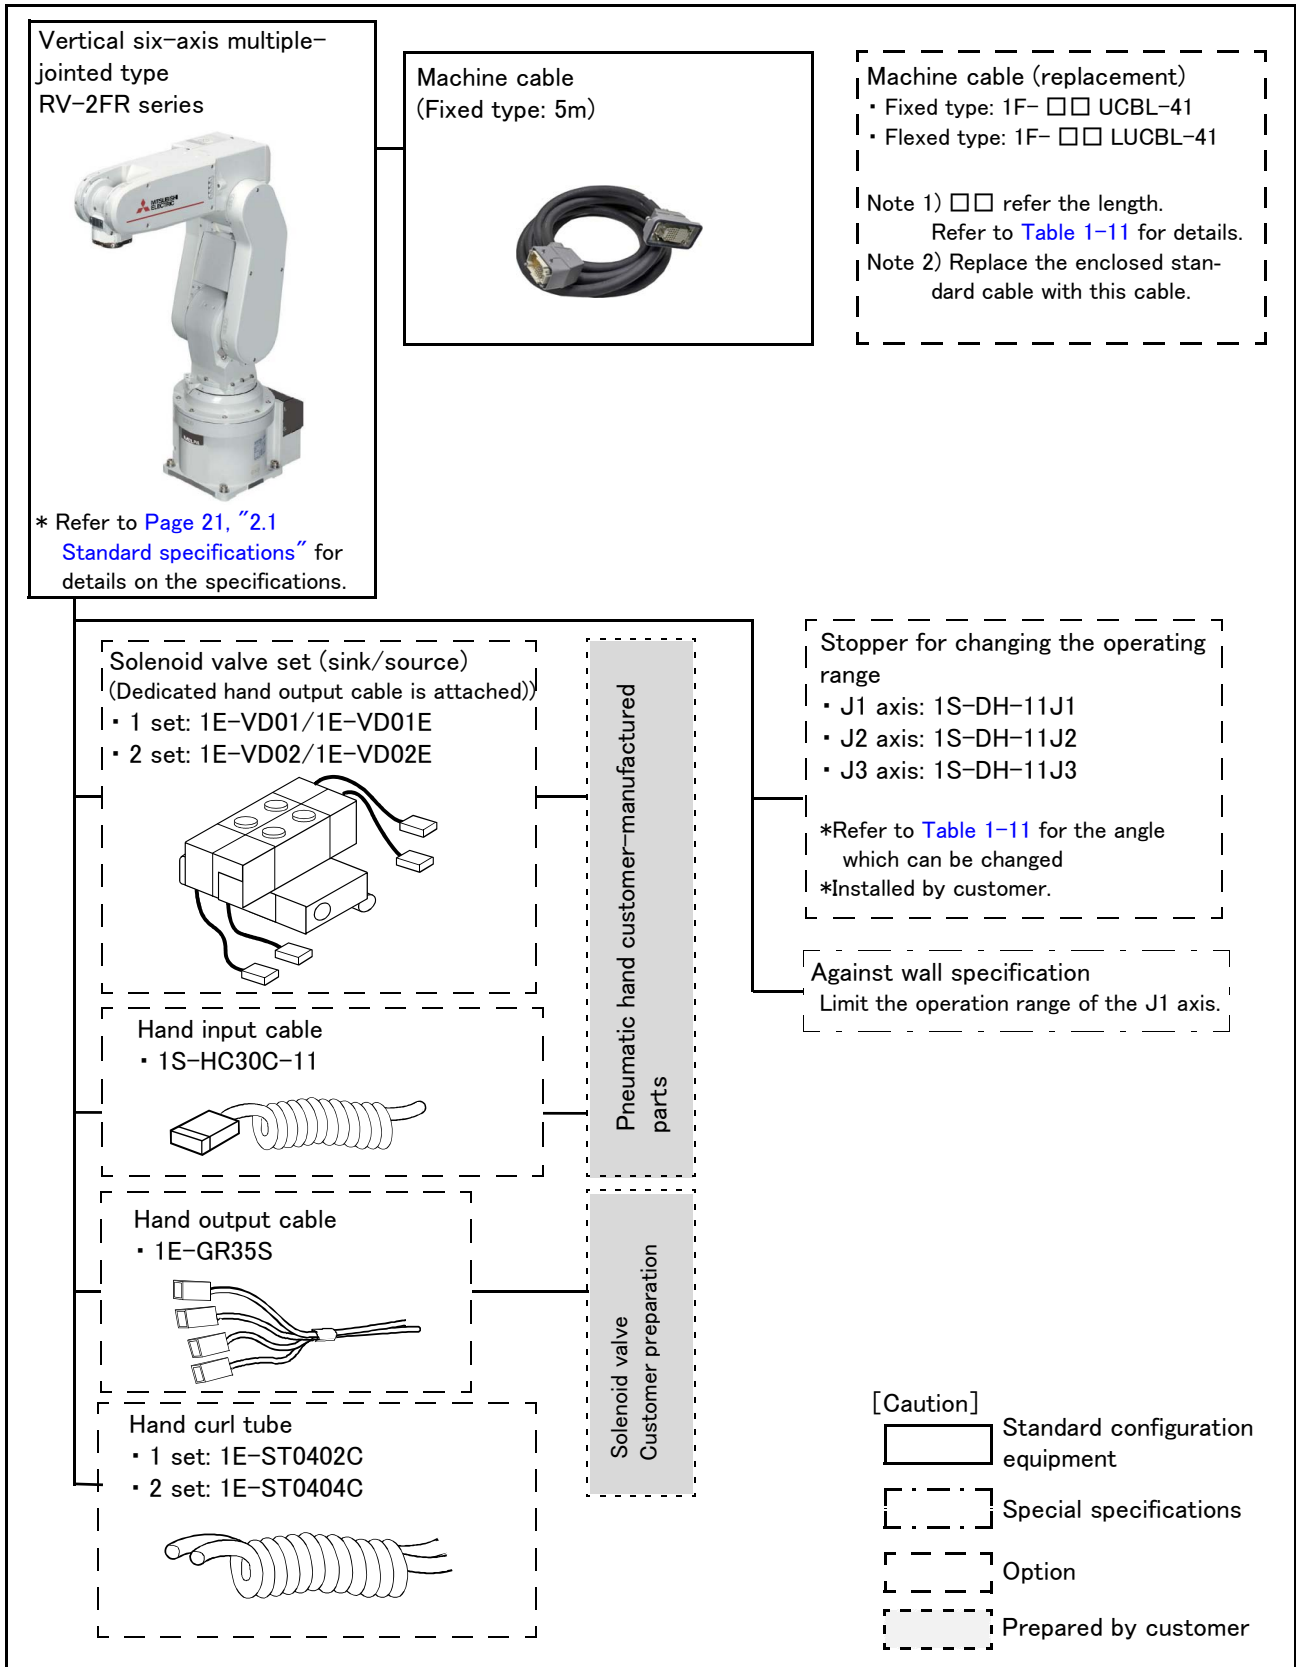 Vertical six-axis multiple-
jointed type
RV-2FR series
MITSUBISHI
ELECTRIC
* Refer to Page 21, "2.1
Standard specifications" for
details on the specifications.
Machine cable
(Fixed type: 5m)
Machine cable (replacement)
・Fixed type: 1F- □□ UCBL-41
・Flexed type: 1F- □□ LUCBL-41
Note 1) □□ refer the length.
Refer to Table 1-11 for details.
Note 2) Replace the enclosed stan-
dard cable with this cable.
Solenoid valve set (sink/source)
(Dedicated hand output cable is attached))
・1 set: 1E-VD01/1E-VD01E
・2 set: 1E-VD02/1E-VD02E
Hand input cable
・1S-HC30C-11
Hand output cable
・1E-GR35S
Hand curl tube
・1 set: 1E-ST0402C
・2 set: 1E-ST0404C
Pneumatic hand customer-manufactured
parts
Solenoid valve
Customer preparation
Stopper for changing the operating
range
・J1 axis: 1S-DH-11J1
・J2 axis: 1S-DH-11J2
・J3 axis: 1S-DH-11J3
*Refer to Table 1-11 for the angle
which can be changed
*Installed by customer.
Against wall specification
Limit the operation range of the J1 axis.
[Caution]
Standard configuration
equipment
Special specifications
Option
Prepared by customer